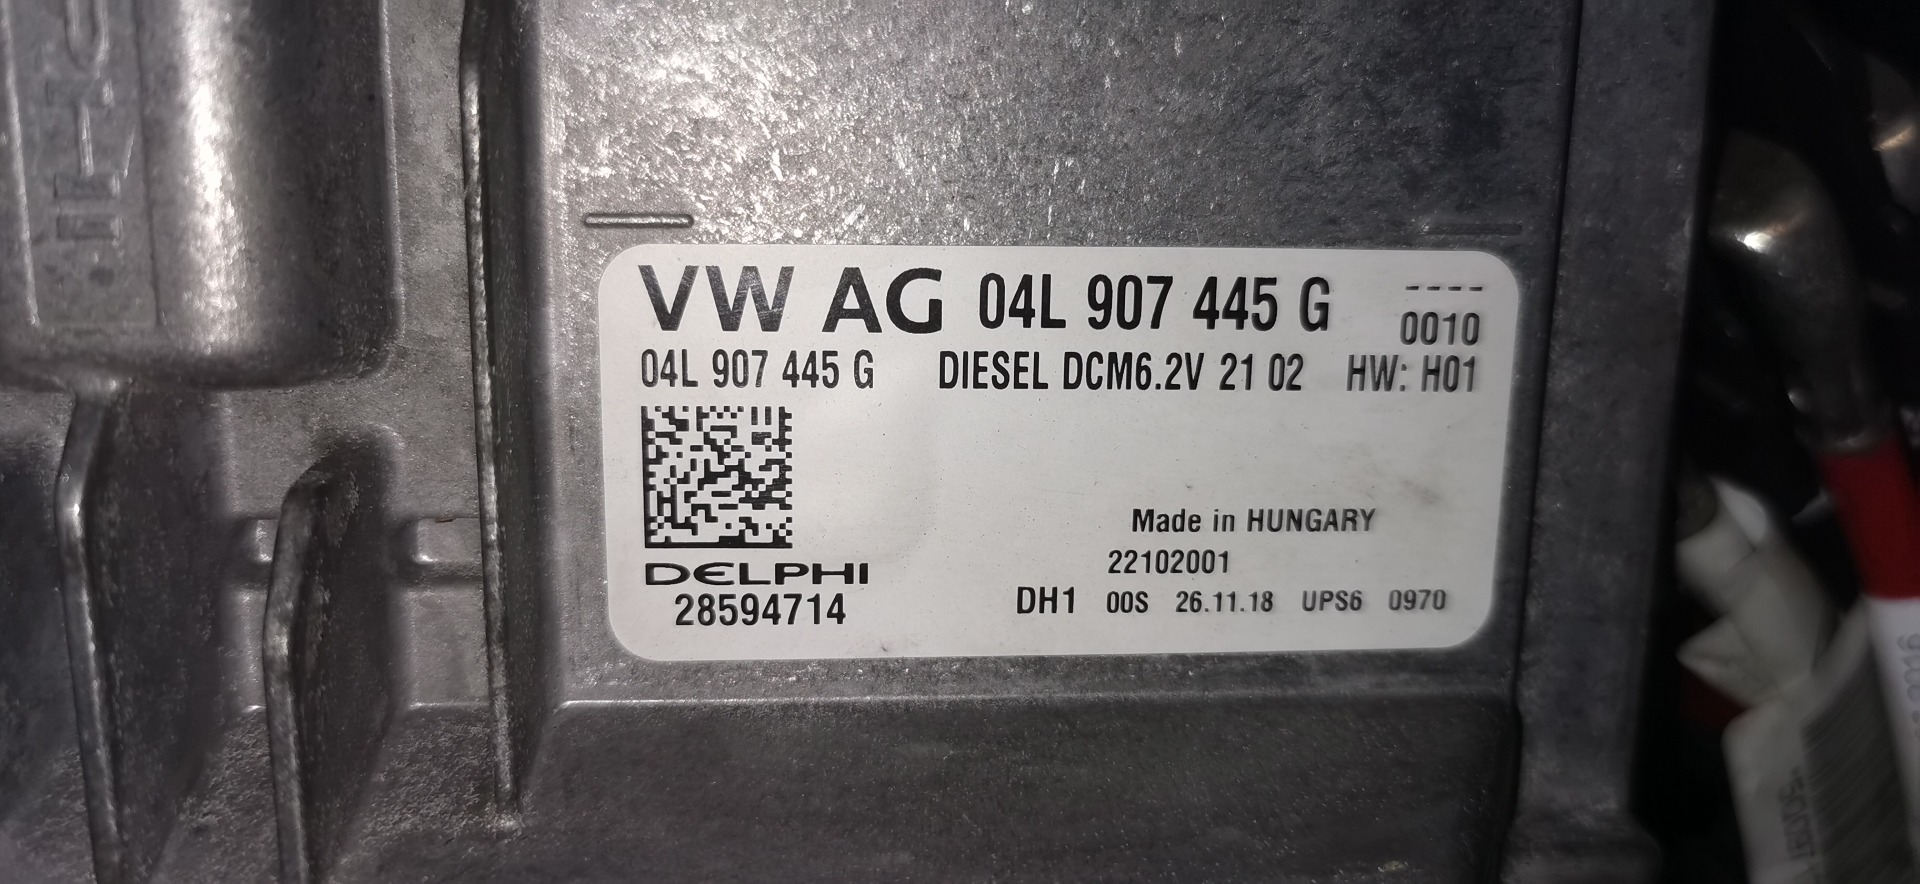 VW AG 04L 907 445 G ----
0010
04L 907 445 G DIESEL DCM6.2V 21 02 HW: H01
Made in HUNGARY
22102001
DELPHI
28594714 DH1 00S 26.11.18 UPS6 0970